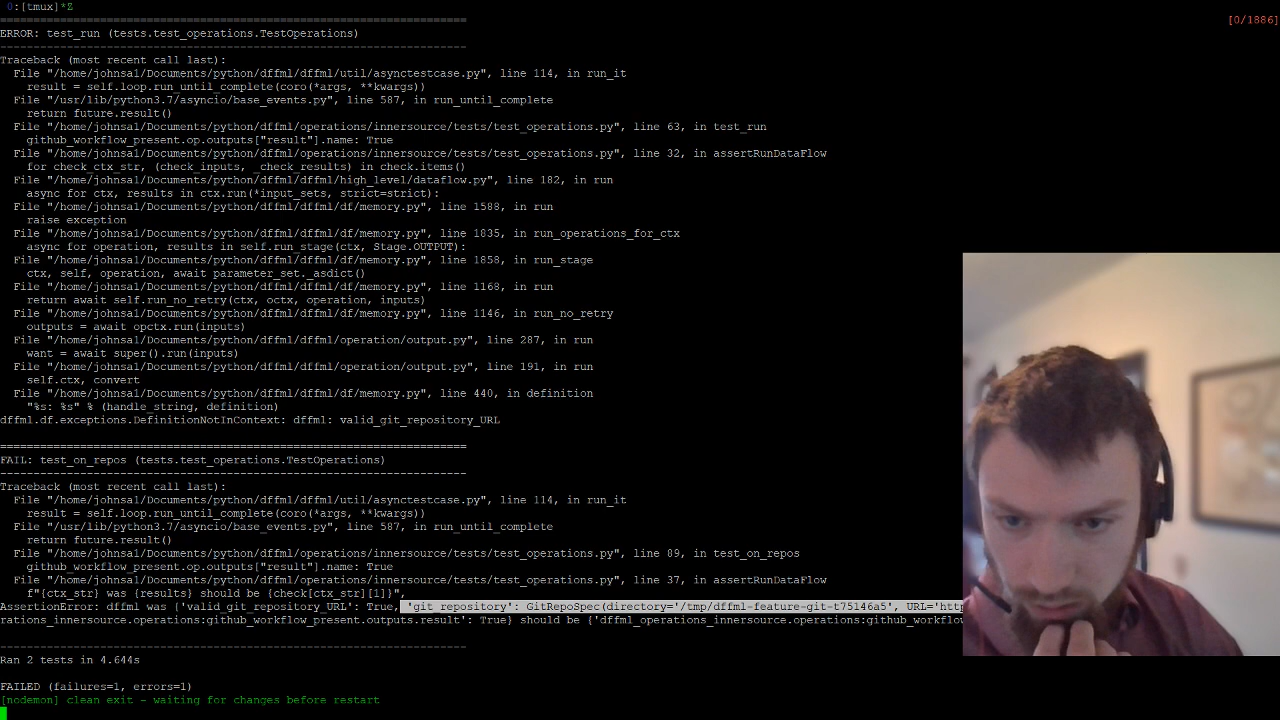 0:[tmux]*Z
[0/1886]
======================================================================
ERROR: test_run (tests.test_operations.TestOperations)
----------------------------------------------------------------------
Traceback (most recent call last):
  File "/home/johnsa1/Documents/python/dffml/dffml/util/asynctestcase.py", line 114, in run_it
    result = self.loop.run_until_complete(coro(*args, **kwargs))
  File "/usr/lib/python3.7/asyncio/base_events.py", line 587, in run_until_complete
    return future.result()
  File "/home/johnsa1/Documents/python/dffml/operations/innersource/tests/test_operations.py", line 63, in test_run
    github_workflow_present.op.outputs["result"].name: True
  File "/home/johnsa1/Documents/python/dffml/operations/innersource/tests/test_operations.py", line 32, in assertRunDataFlow
    for check_ctx_str, (check_inputs, _check_results) in check.items()
  File "/home/johnsa1/Documents/python/dffml/dffml/high_level/dataflow.py", line 182, in run
    async for ctx, results in ctx.run(*input_sets, strict=strict):
  File "/home/johnsa1/Documents/python/dffml/dffml/df/memory.py", line 1588, in run
    raise exception
  File "/home/johnsa1/Documents/python/dffml/dffml/df/memory.py", line 1835, in run_operations_for_ctx
    async for operation, results in self.run_stage(ctx, Stage.OUTPUT):
  File "/home/johnsa1/Documents/python/dffml/dffml/df/memory.py", line 1858, in run_stage
    ctx, self, operation, await parameter_set._asdict()
  File "/home/johnsa1/Documents/python/dffml/dffml/df/memory.py", line 1168, in run
    return await self.run_no_retry(ctx, octx, operation, inputs)
  File "/home/johnsa1/Documents/python/dffml/dffml/df/memory.py", line 1146, in run_no_retry
    outputs = await opctx.run(inputs)
  File "/home/johnsa1/Documents/python/dffml/dffml/operation/output.py", line 287, in run
    want = await super().run(inputs)
  File "/home/johnsa1/Documents/python/dffml/dffml/operation/output.py", line 191, in run
    self.ctx, convert
  File "/home/johnsa1/Documents/python/dffml/dffml/df/memory.py", line 440, in definition
    "%s: %s" % (handle_string, definition)
dffml.df.exceptions.DefinitionNotInContext: dffml: valid_git_repository_URL
======================================================================
FAIL: test_on_repos (tests.test_operations.TestOperations)
----------------------------------------------------------------------
Traceback (most recent call last):
  File "/home/johnsa1/Documents/python/dffml/dffml/util/asynctestcase.py", line 114, in run_it
    result = self.loop.run_until_complete(coro(*args, **kwargs))
  File "/usr/lib/python3.7/asyncio/base_events.py", line 587, in run_until_complete
    return future.result()
  File "/home/johnsa1/Documents/python/dffml/operations/innersource/tests/test_operations.py", line 89, in test_on_repos
    github_workflow_present.op.outputs["result"].name: True
  File "/home/johnsa1/Documents/python/dffml/operations/innersource/tests/test_operations.py", line 37, in assertRunDataFlow
    f"{ctx_str} was {results} should be {check[ctx_str][1]}",
AssertionError: dffml was {'valid_git_repository_URL': True, 'git_repository': GitRepoSpec(directory='/tmp/dffml-feature-git-t75146a5', URL='http
rations_innersource.operations:github_workflow_present.outputs.result': True} should be {'dffml_operations_innersource.operations:github_workflow
----------------------------------------------------------------------
Ran 2 tests in 4.644s
FAILED (failures=1, errors=1)
[nodemon] clean exit - waiting for changes before restart